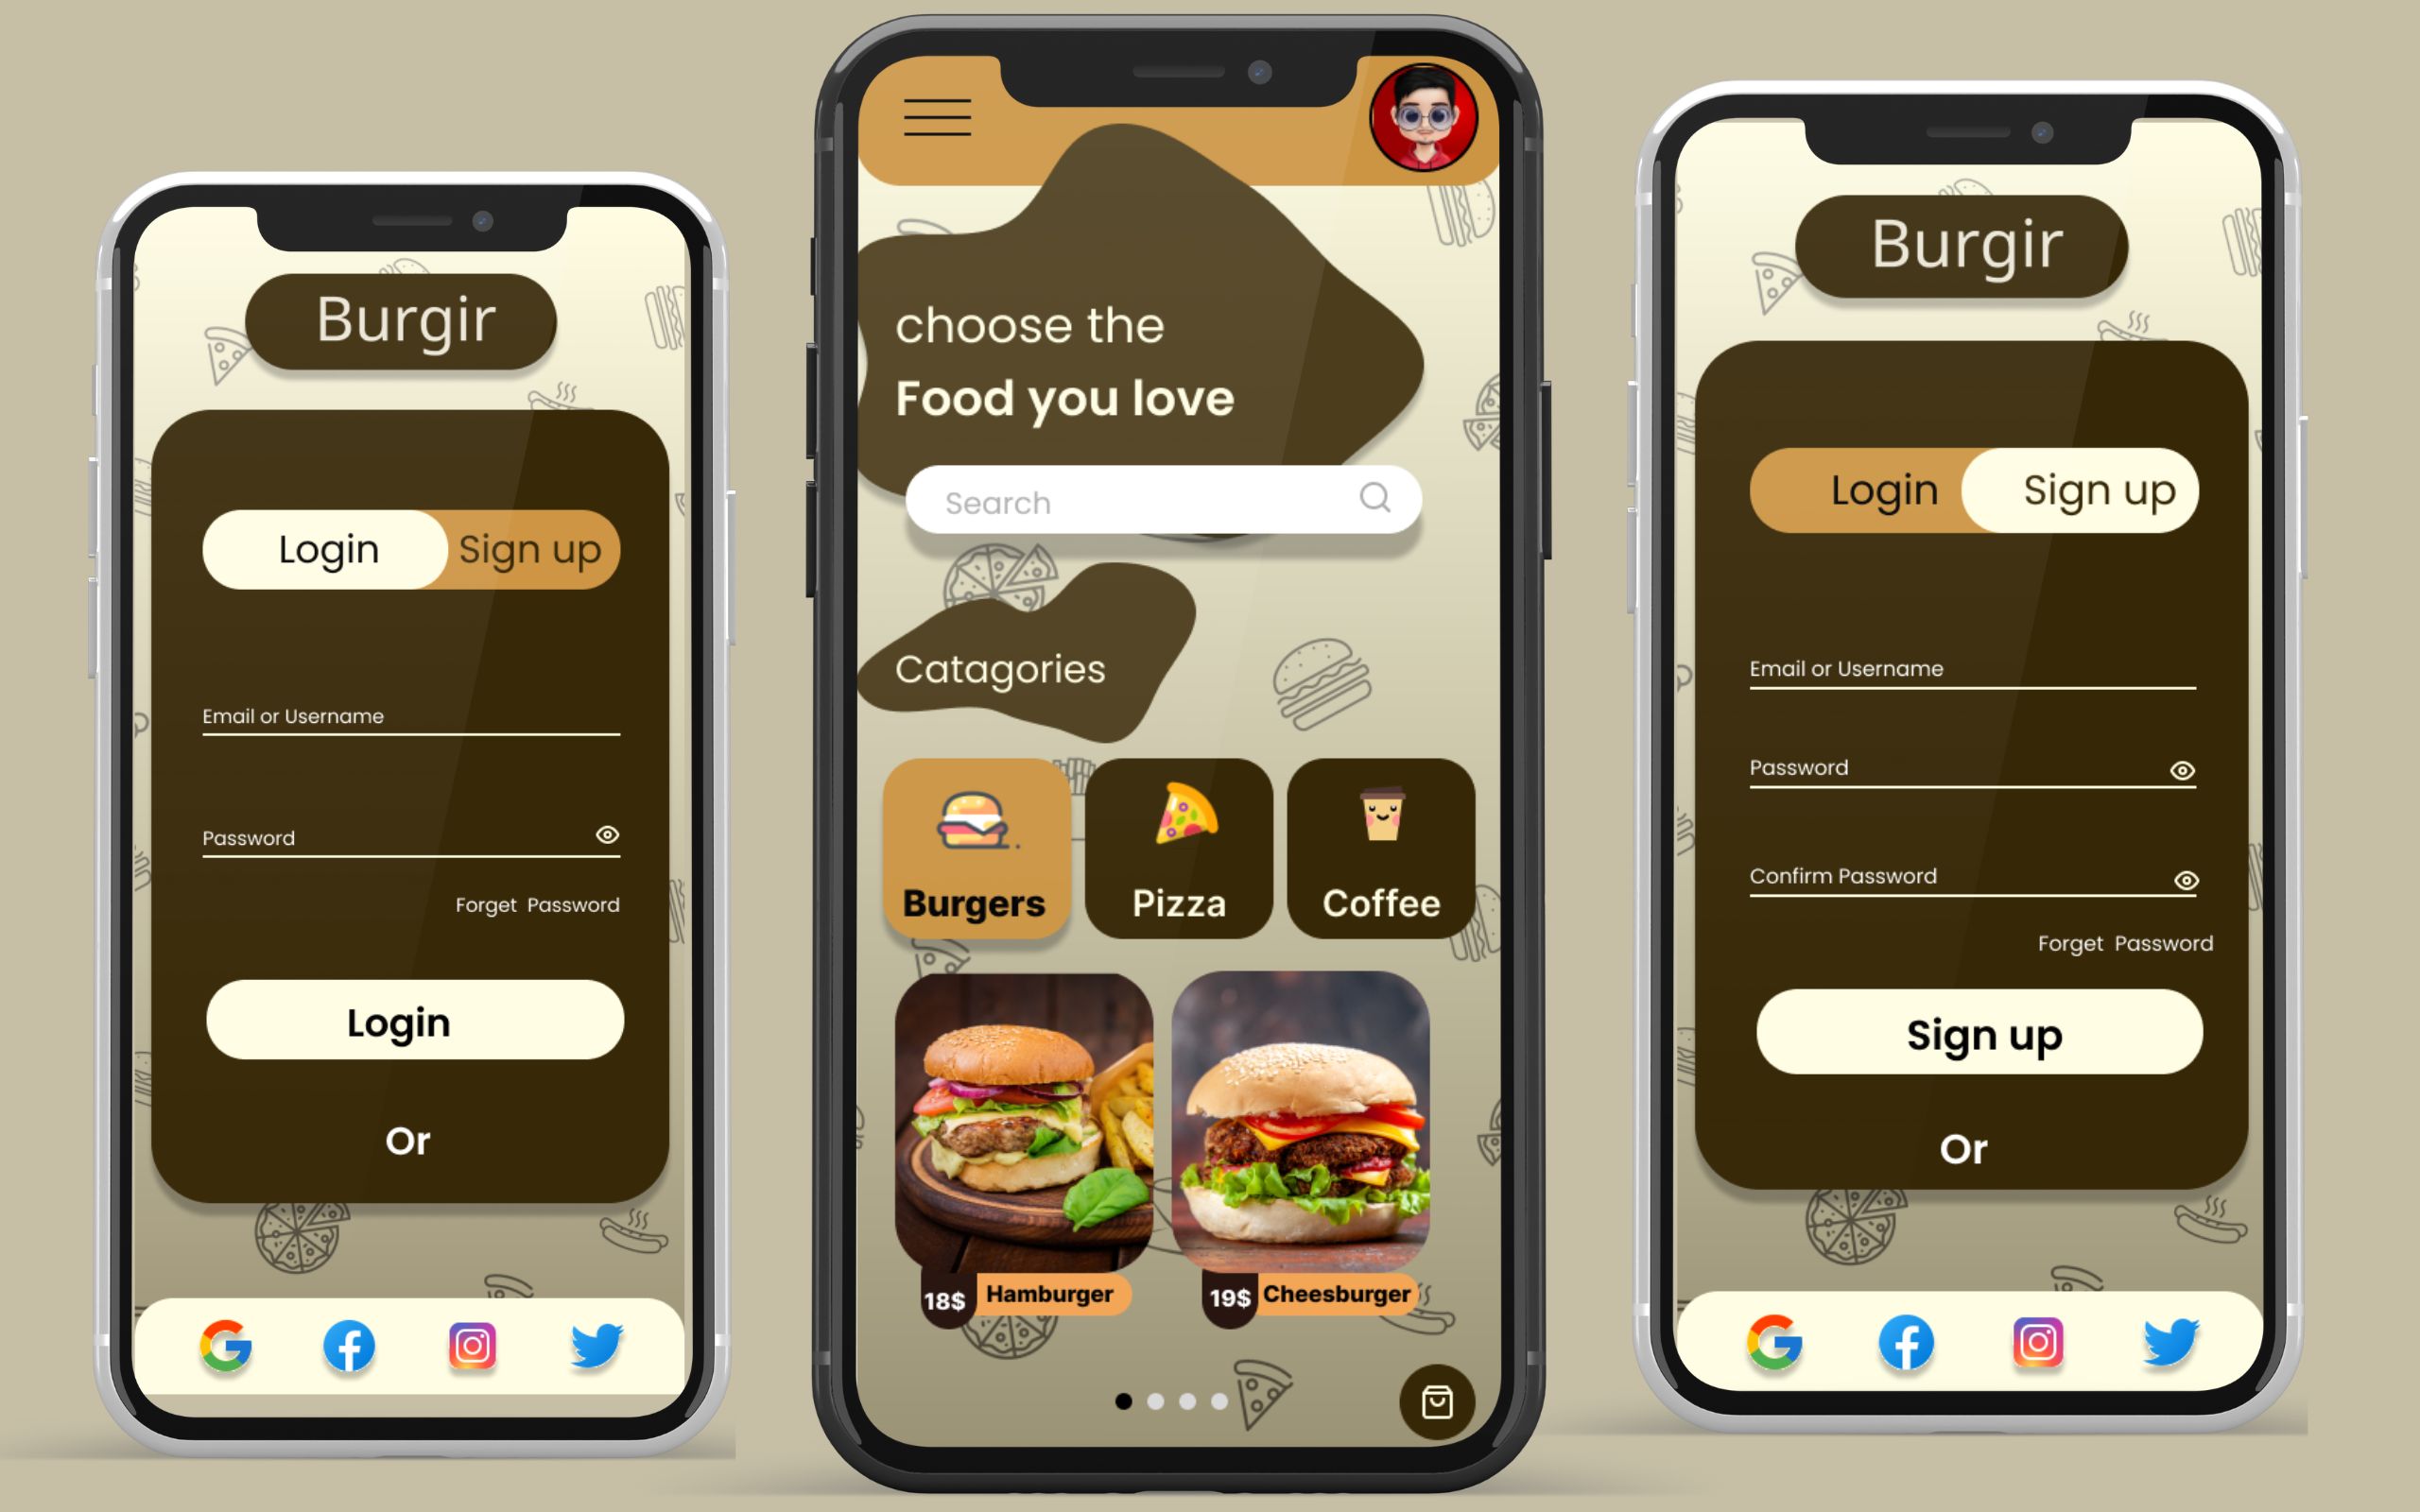 Burgir
Login Sign up
Email or Username
Password
Forget Password
Login
Or
choose the
Food you love
Search
Catagories
Burgers Pizza Coffee
18$ Hamburger 19$ Cheesburger
Burgir
Login Sign up
Email or Username
Password
Confirm Password
Forget Password
Sign up
Or